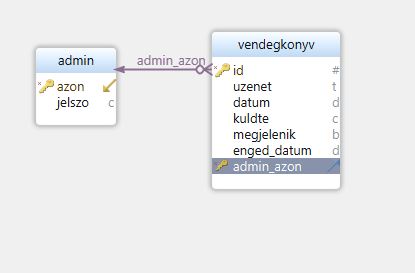 admin
azon
jelszo c
admin_azon
vendegkonyv
id #
uzenet t
datum d
kuldte c
megjelenik b
enged_datum d
admin_azon